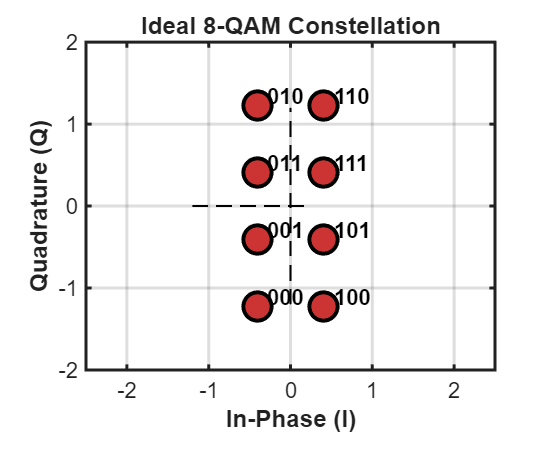 Ideal 8-QAM Constellation
2
010 110
1
011 111
0
001 101
-1
000 100
-2
-2 -1 0 1 2
Quadrature (Q)
In-Phase (I)